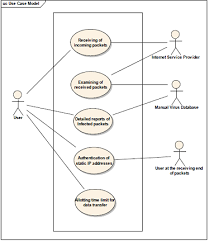 uc Use Case Model
Receiving of
incoming packets
Internet Service Provider
Examining of
received packets
Manual Virus Database
User
Detailed reports of
Infected packets
Authentication of
static IP addresses
User at the receiving end
of packets
Allotting time limit for
data transfer